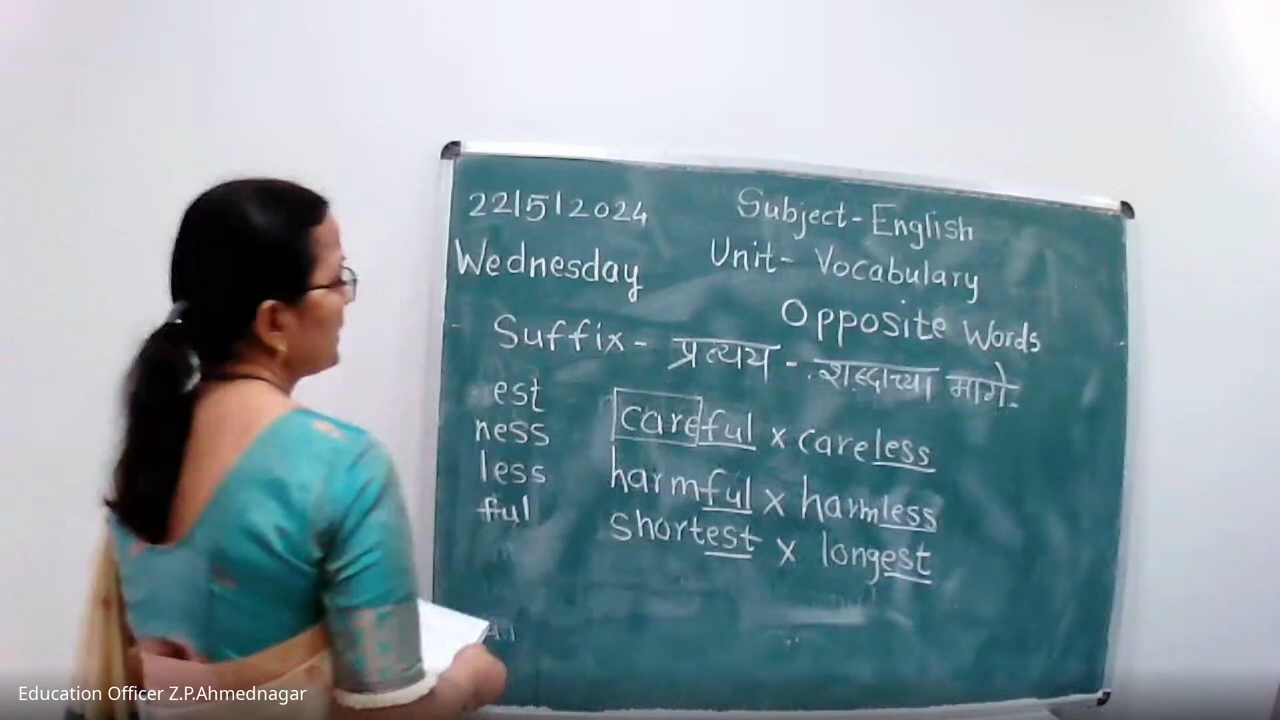 22|5|2024
Wednesday
Subject-English
Unit- Vocabulary
Opposite Words
Suffix - प्रत्यय - शब्दाच्या मागे.
est
ness
less
ful
careful x careless
harmful x harmless
shortest x longest
Education Officer Z.P.Ahmednagar